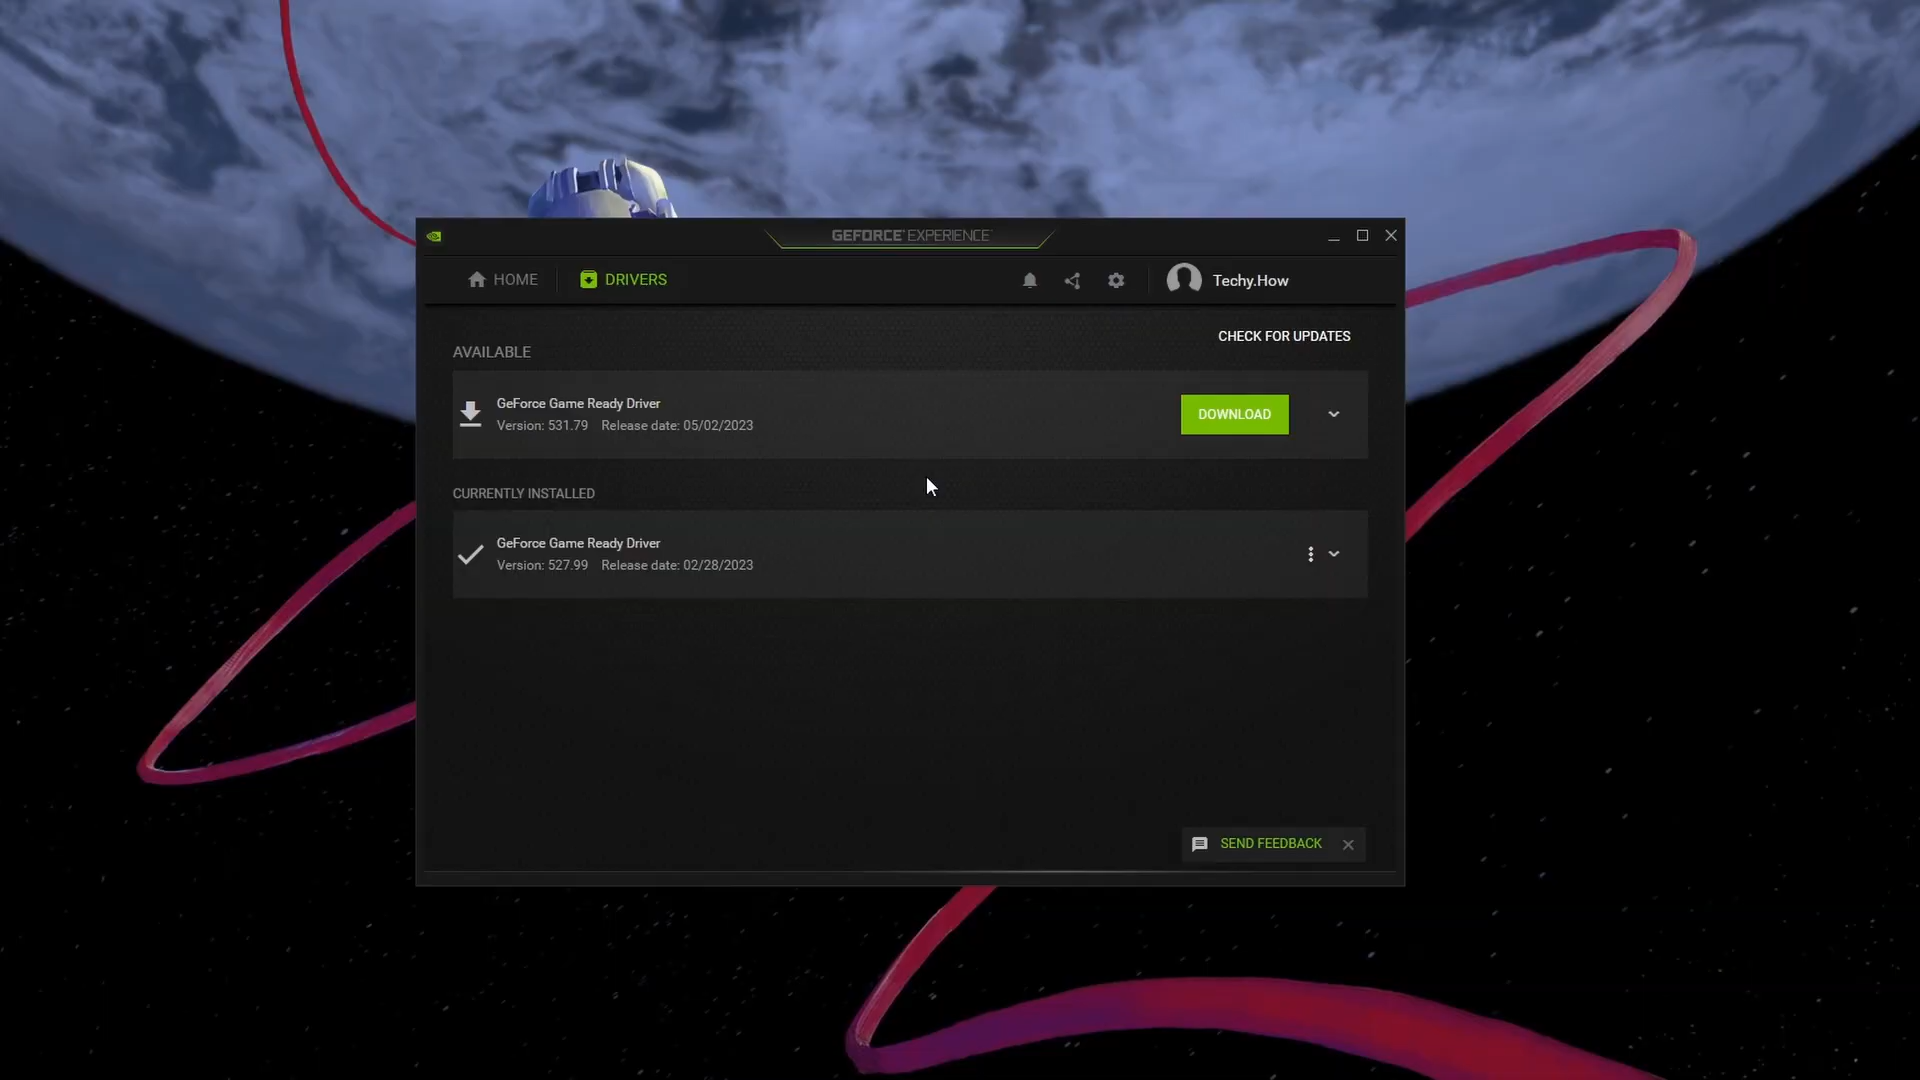 GEFORCE EXPERIENCE
HOME
DRIVERS
Techy.How
CHECK FOR UPDATES
AVAILABLE
GeForce Game Ready Driver
Version: 531.79 Release date: 05/02/2023
DOWNLOAD
CURRENTLY INSTALLED
GeForce Game Ready Driver
Version: 527.99 Release date: 02/28/2023
SEND FEEDBACK